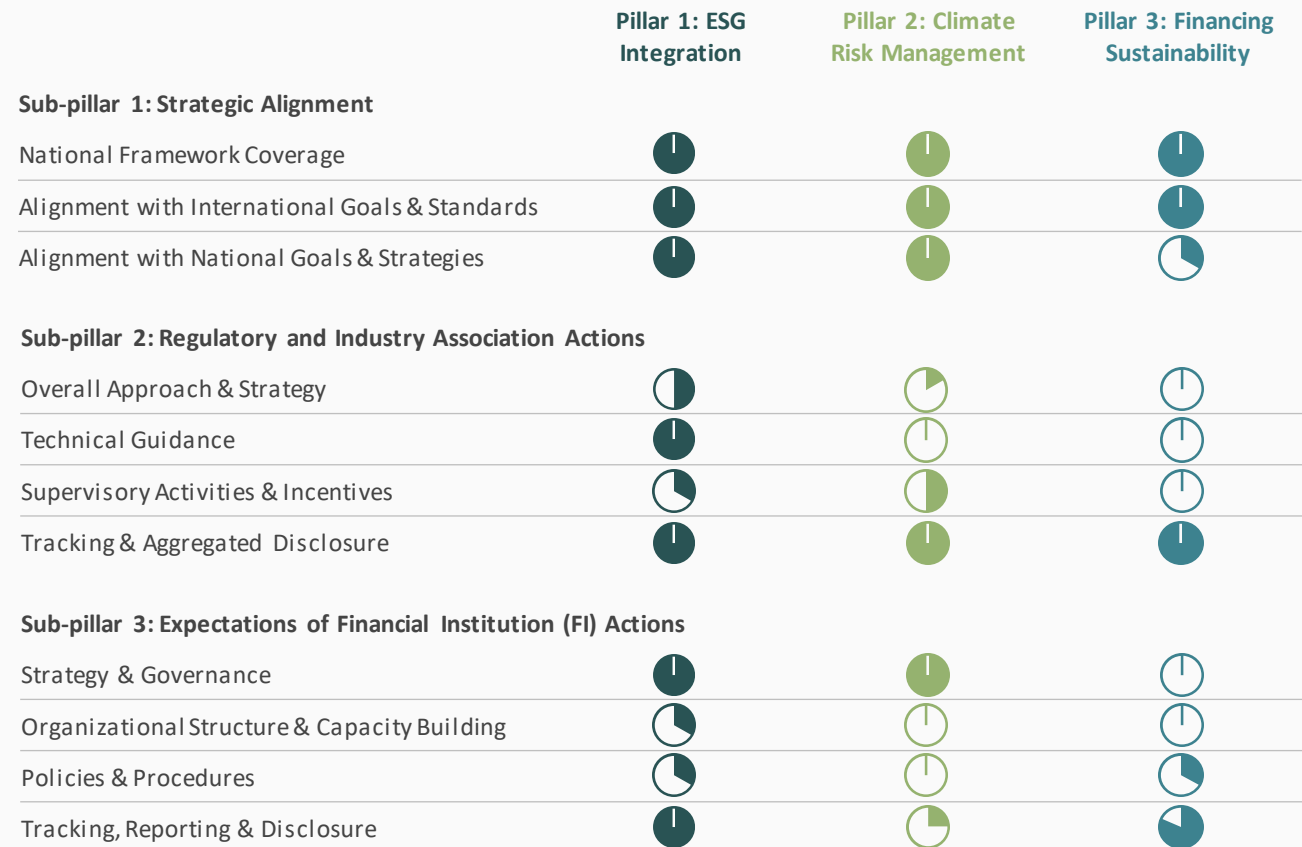 Pillar 1: ESG
Integration
Pillar 2: Climate
Risk Management
Pillar 3: Financing
Sustainability
Sub-pillar 1: Strategic Alignment
National Framework Coverage
Alignment with International Goals & Standards
Alignment with National Goals & Strategies
Sub-pillar 2: Regulatory and Industry Association Actions
Overall Approach & Strategy
Technical Guidance
Supervisory Activities & Incentives
Tracking & Aggregated Disclosure
Sub-pillar 3: Expectations of Financial Institution (FI) Actions
Strategy & Governance
Organizational Structure & Capacity Building
Policies & Procedures
Tracking, Reporting & Disclosure